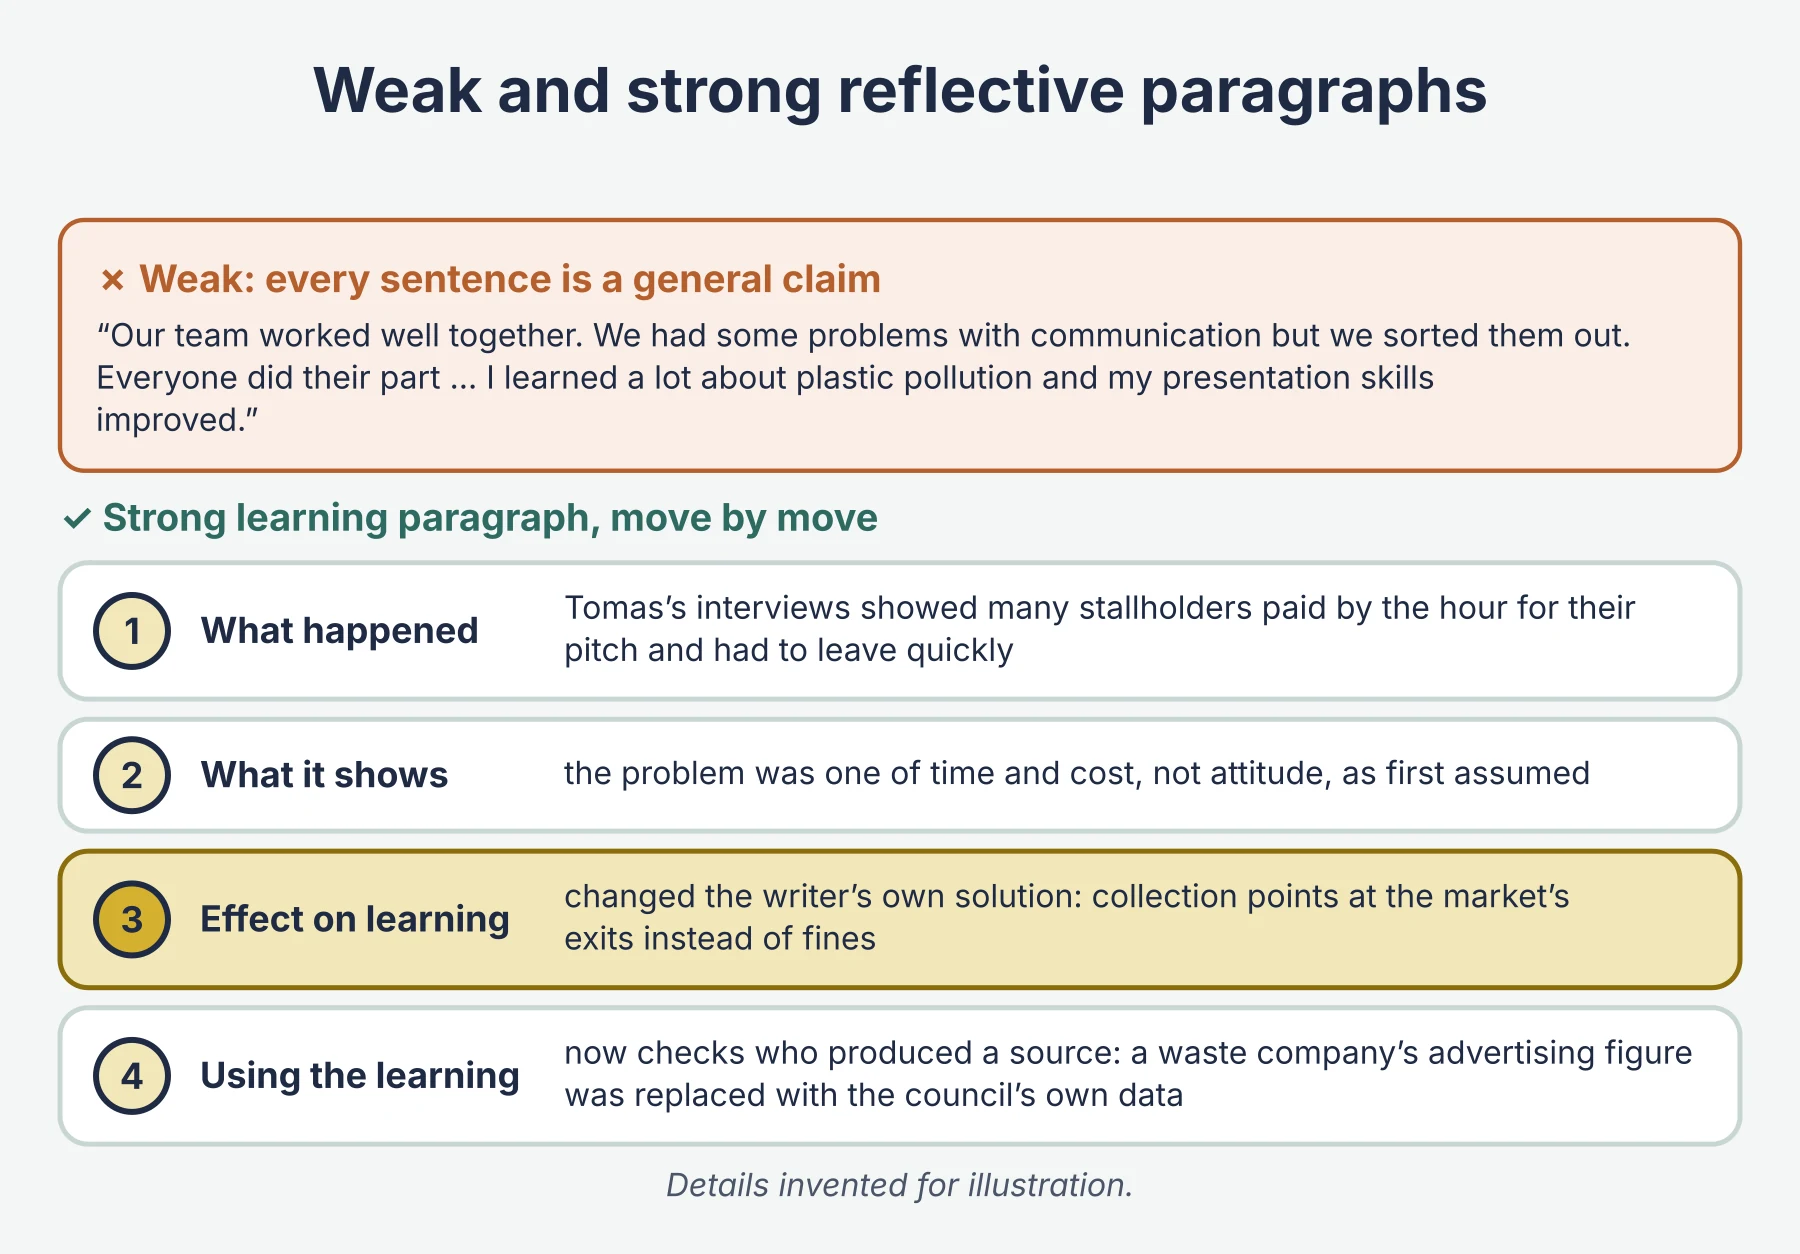 Weak and strong reflective paragraphs
× Weak: every sentence is a general claim
“Our team worked well together. We had some problems with communication but we sorted them out.
Everyone did their part … I learned a lot about plastic pollution and my presentation skills
improved.”
✓ Strong learning paragraph, move by move
1 What happened
Tomas’s interviews showed many stallholders paid by the hour for their
pitch and had to leave quickly
2 What it shows
the problem was one of time and cost, not attitude, as first assumed
3 Effect on learning
changed the writer’s own solution: collection points at the market’s
exits instead of fines
4 Using the learning
now checks who produced a source: a waste company’s advertising figure
was replaced with the council’s own data
Details invented for illustration.